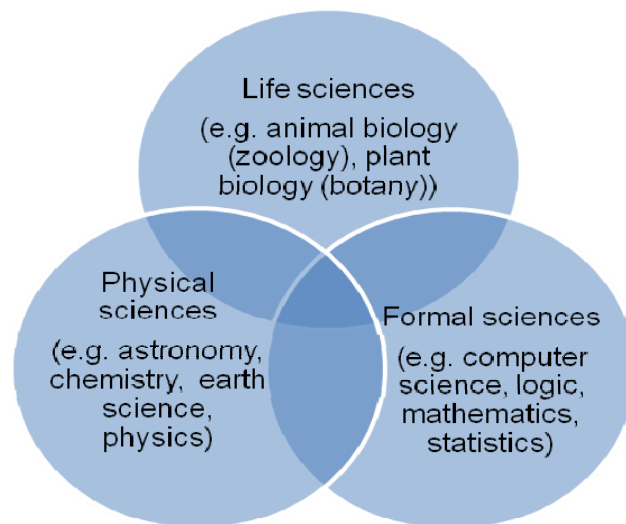 Life sciences
(e.g. animal biology
(zoology), plant
biology (botany))
Physical
sciences
(e.g. astronomy,
chemistry, earth
science,
physics)
Formal sciences
(e.g. computer
science, logic,
mathematics,
statistics)